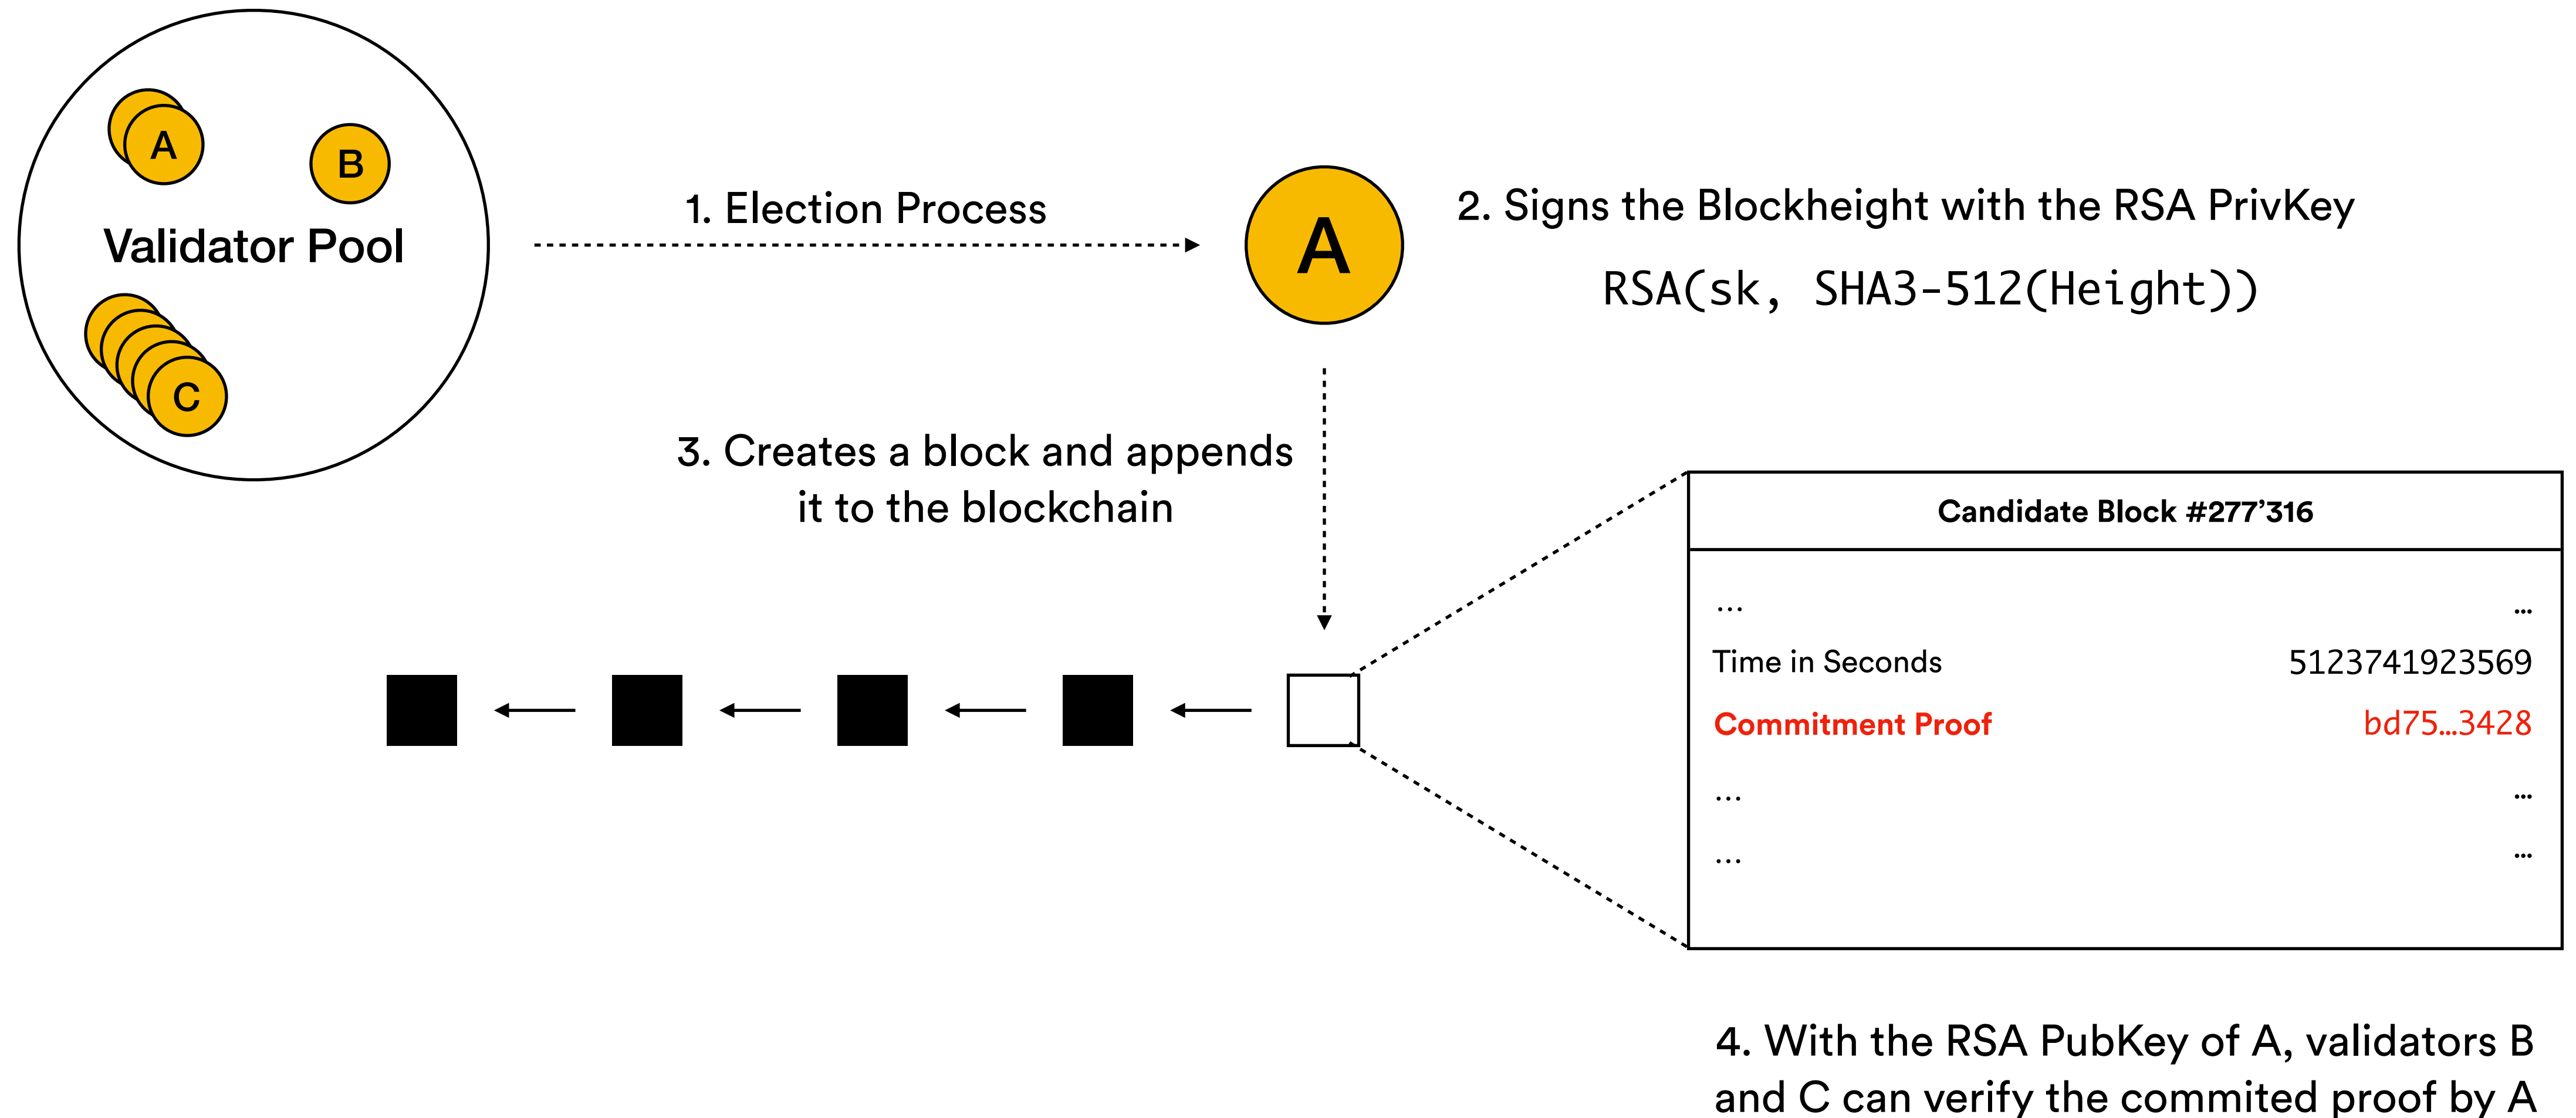 A
B
Validator Pool
C
1. Election Process
A
2. Signs the Blockheight with the RSA PrivKey
RSA(sk, SHA3-512(Height))
3. Creates a block and appends
it to the blockchain
Candidate Block #277’316
... ...
Time in Seconds 5123741923569
Commitment Proof bd75...3428
... ...
... ...
4. With the RSA PubKey of A, validators B
and C can verify the commited proof by A